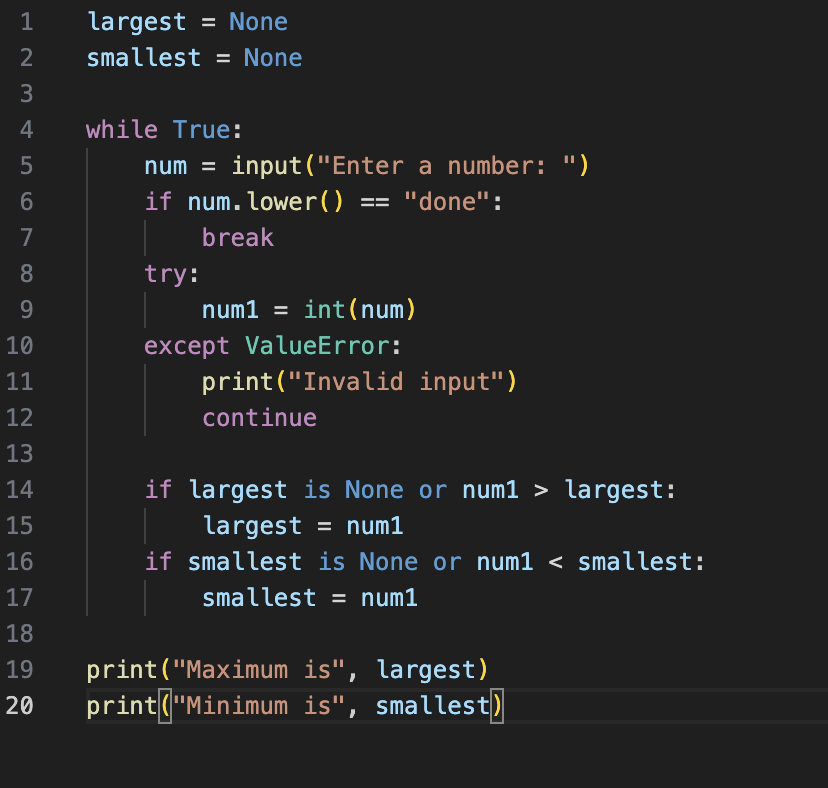 1 largest = None
2 smallest = None
3
4 while True:
5     num = input("Enter a number: ")
6     if num.lower() == "done":
7         break
8     try:
9         num1 = int(num)
10     except ValueError:
11         print("Invalid input")
12         continue
13
14     if largest is None or num1 > largest:
15         largest = num1
16     if smallest is None or num1 < smallest:
17         smallest = num1
18
19 print("Maximum is", largest)
20 print("Minimum is", smallest)